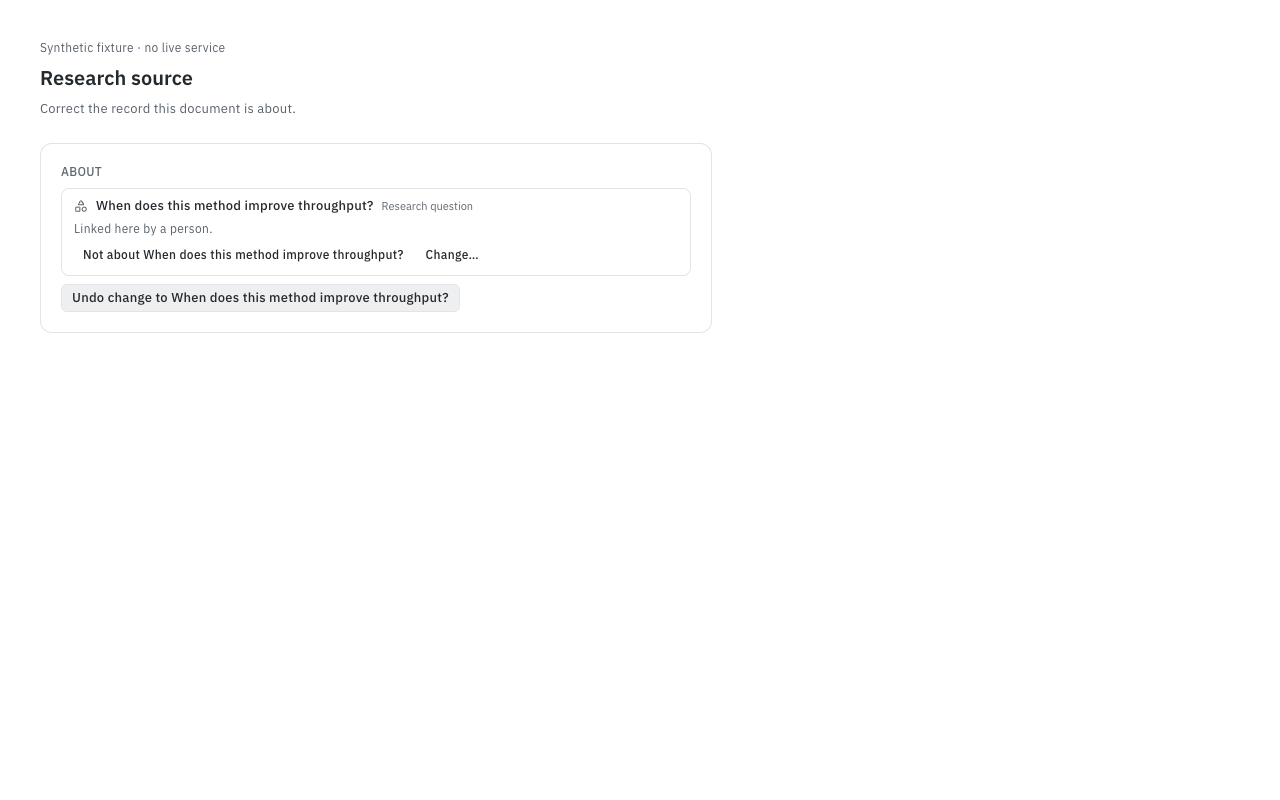 Synthetic fixture · no live service
Research source
Correct the record this document is about.
ABOUT
When does this method improve throughput? Research question
Linked here by a person.
Not about When does this method improve throughput? Change…
Undo change to When does this method improve throughput?